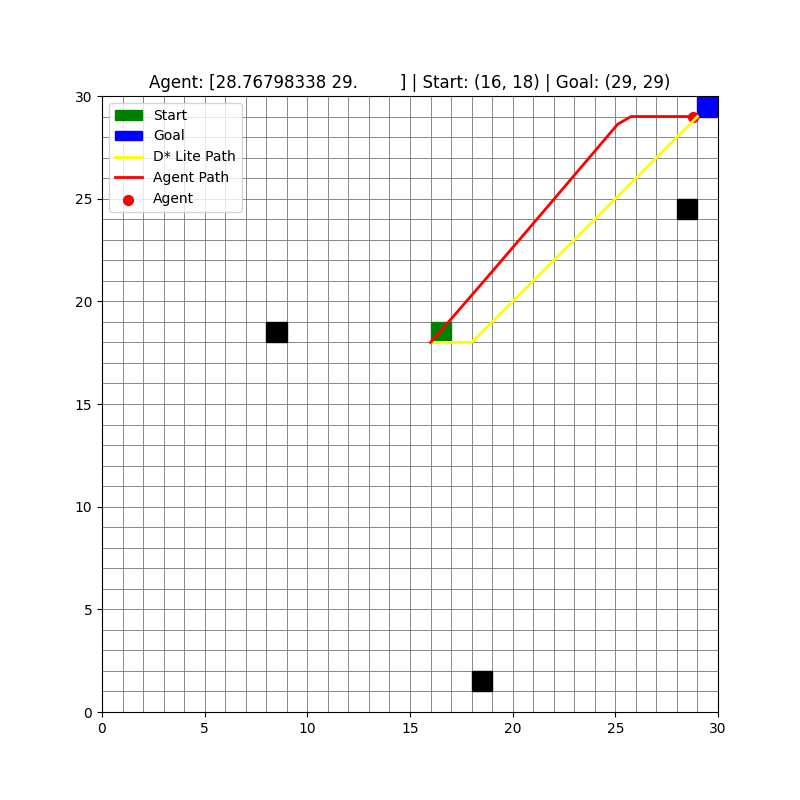 Agent: [28.76798338 29.        ] | Start: (16, 18) | Goal: (29, 29)
Start
Goal
D* Lite Path
Agent Path
Agent
30
25
20
15
10
5
0
0 5 10 15 20 25 30